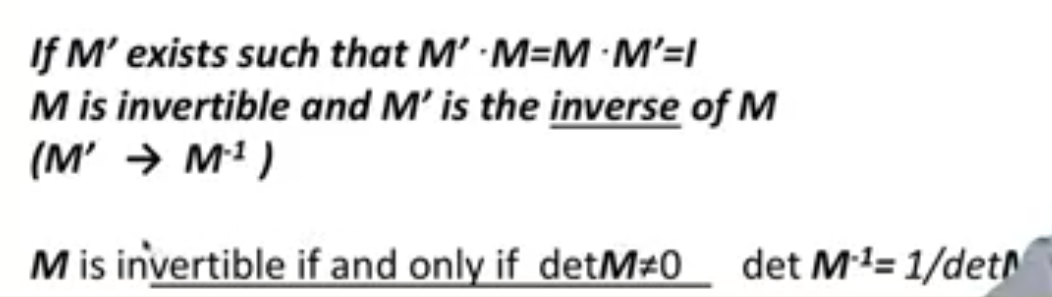 If M’ exists such that M’ ·M=M ·M’=I
M is invertible and M’ is the inverse of M
(M’ → M⁻¹ )
M is invertible if and only if detM≠0 det M⁻¹= 1/det